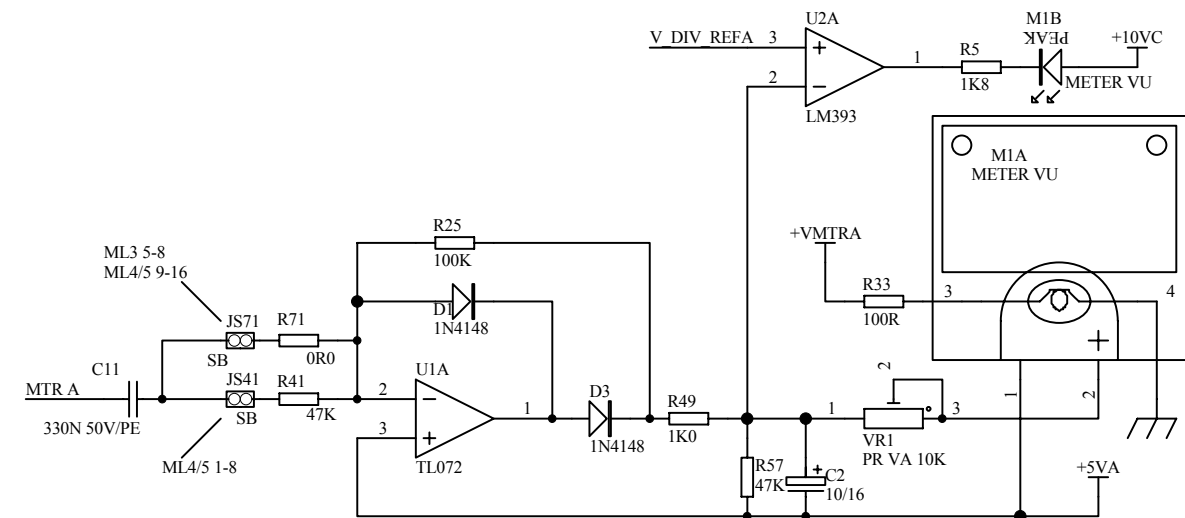 U2A
V_DIV_REFA
3
+
2
−
1
LM393
R5
1K8
M1B
PEAK
METER VU
+10VC
M1A
METER VU
+VMTRA
R33
100R
3
4
+
1
2
R25
100K
ML3 5-8
ML4/5 9-16
D1
1N4148
JS71
SB
R71
0R0
C11
MTR A
330N 50V/PE
JS41
SB
R41
47K
ML4/5 1-8
U1A
2
−
3
+
1
TL072
D3
1N4148
R49
1K0
R57
47K
+
C2
10/16
1
2
3
VR1
PR VA 10K
+5VA